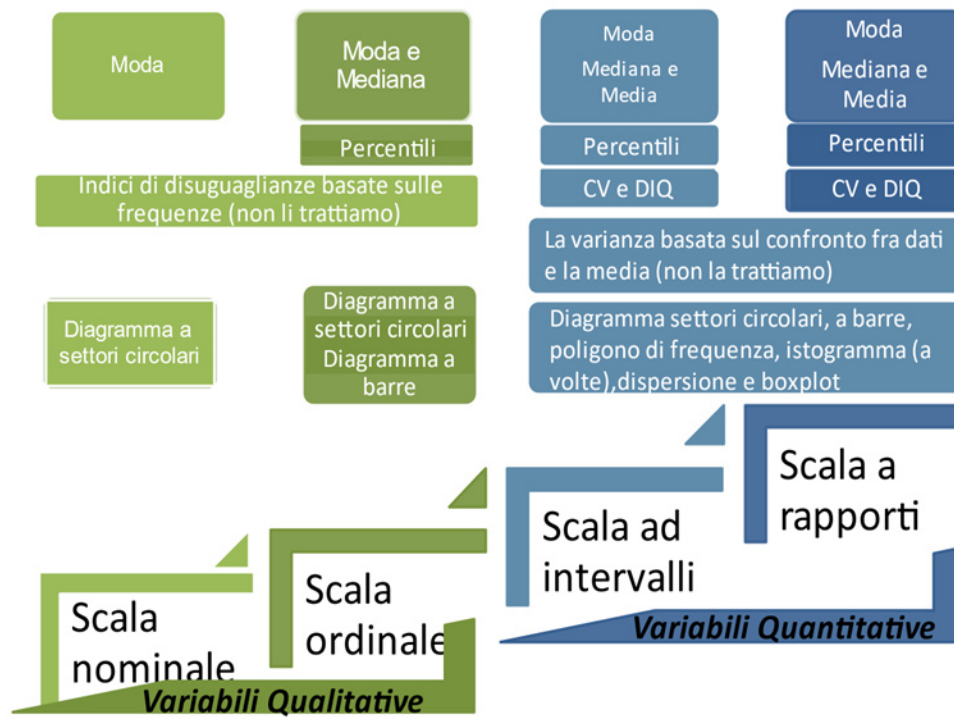 Moda
Moda e
Mediana
Percentili
Indici di disuguaglianze basate sulle
frequenze (non li trattiamo)
Moda
Mediana e
Media
Percentili
CV e DIQ
Moda
Mediana e
Media
Percentili
CV e DIQ
La varianza basata sul confronto fra dati
e la media (non la trattiamo)
Diagramma a
settori circolari
Diagramma a
settori circolari
Diagramma a
barre
Diagramma settori circolari, a barre,
poligono di frequenza, istogramma (a
volte),dispersione e boxplot
Scala
nominale
Scala
ordinale
Scala ad
intervalli
Scala a
rapporti
Variabili Qualitative
Variabili Quantitative